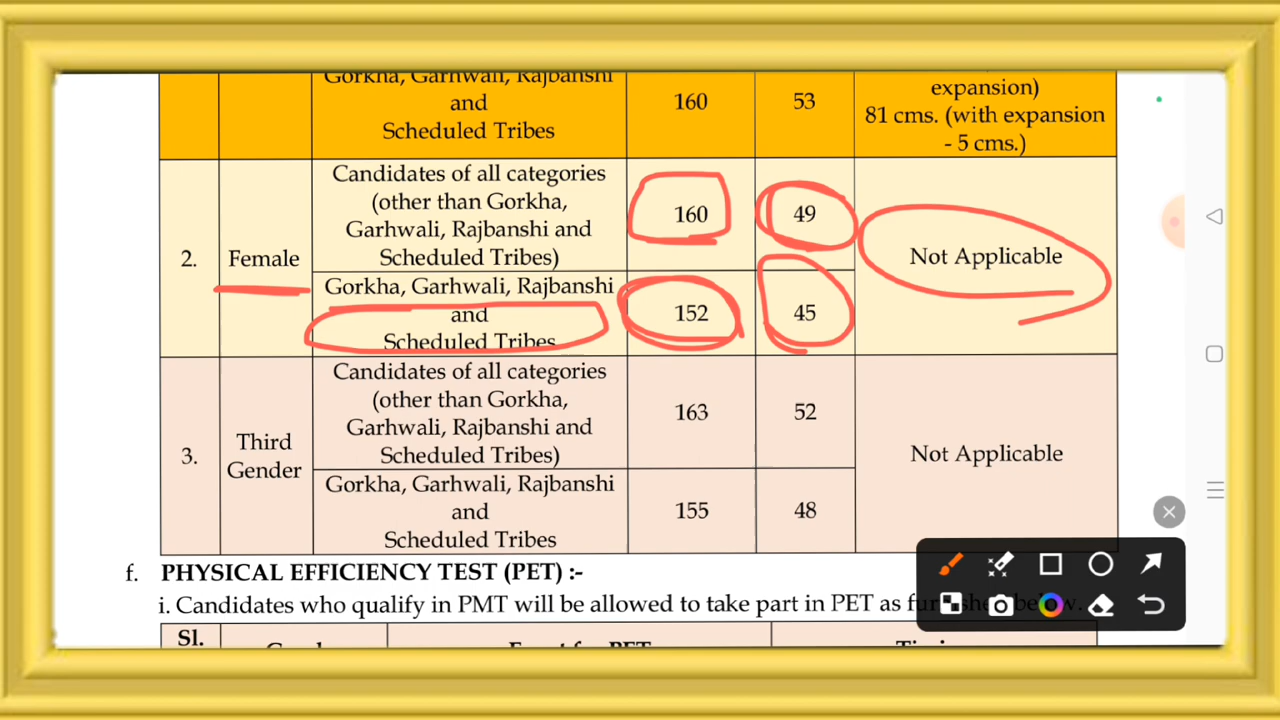 Gorkha, Garhwali, Rajbanshi
and
Scheduled Tribes
160
53
expansion)
81 cms. (with expansion
- 5 cms.)
2.
Female
Candidates of all categories
(other than Gorkha,
Garhwali, Rajbanshi and
Scheduled Tribes)
160
49
Not Applicable
Gorkha, Garhwali, Rajbanshi
and
Scheduled Tribes
152
45
3.
Third
Gender
Candidates of all categories
(other than Gorkha,
Garhwali, Rajbanshi and
Scheduled Tribes)
163
52
Not Applicable
Gorkha, Garhwali, Rajbanshi
and
Scheduled Tribes
155
48
f. PHYSICAL EFFICIENCY TEST (PET) :-
i. Candidates who qualify in PMT will be allowed to take part in PET as furnished below.
Sl.